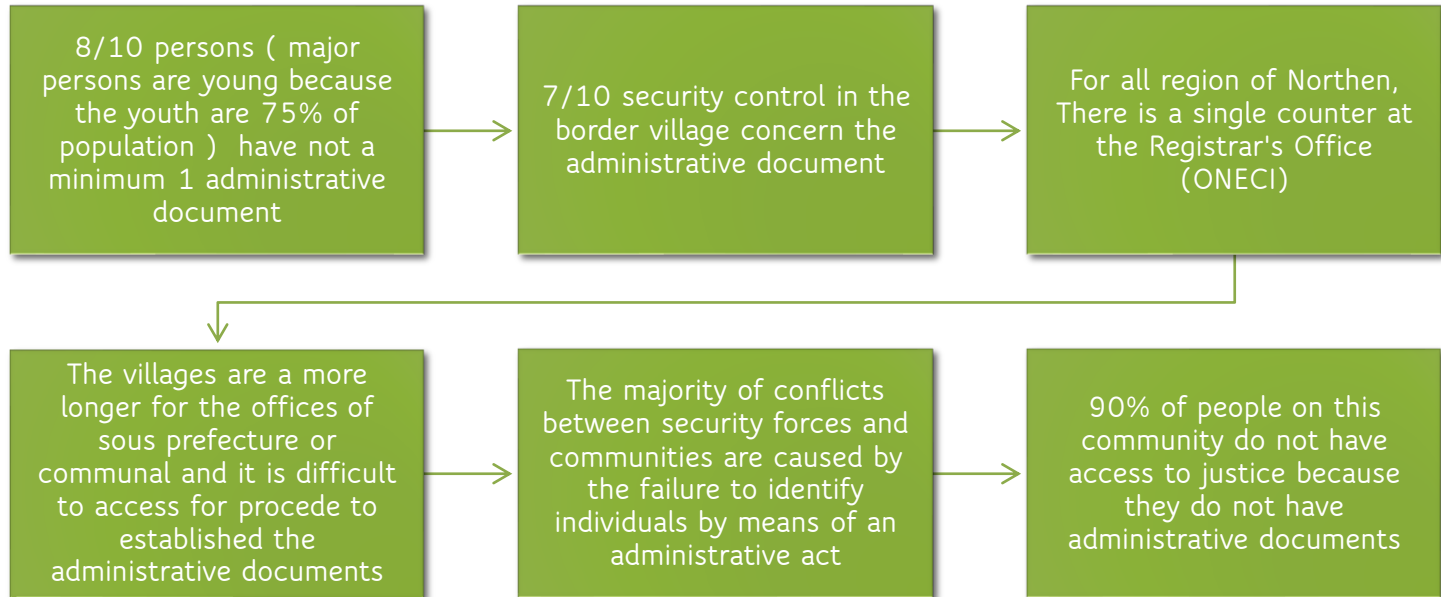 8/10 persons ( major
persons are young because
the youth are 75% of
population )  have not a
minimum 1 administrative
document
7/10 security control in the
border village concern the
administrative document
For all region of Northen,
There is a single counter at
the Registrar's Office
(ONECI)
The villages are a more
longer for the offices of
sous prefecture or
communal and it is difficult
to access for procede to
established the
administrative documents
The majority of conflicts
between security forces and
communities are caused by
the failure to identify
individuals by means of an
administrative act
90% of people on this
community do not have
access to justice because
they do not have
administrative documents